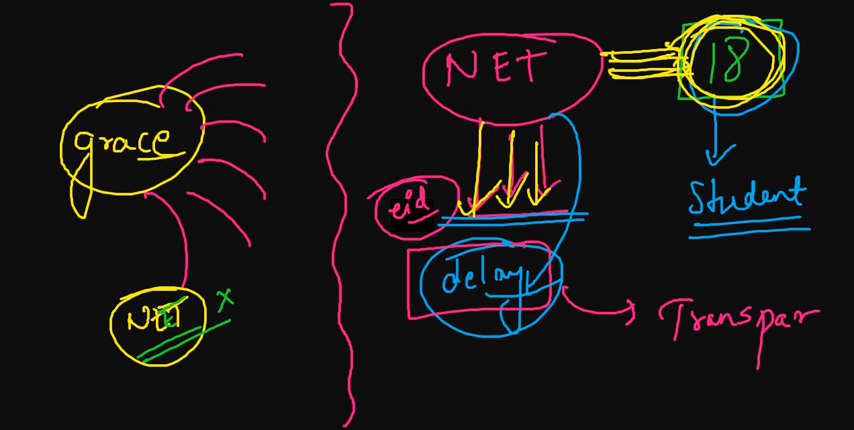 grace
NET
x
NET
18
eid
delay
Student
Transpar